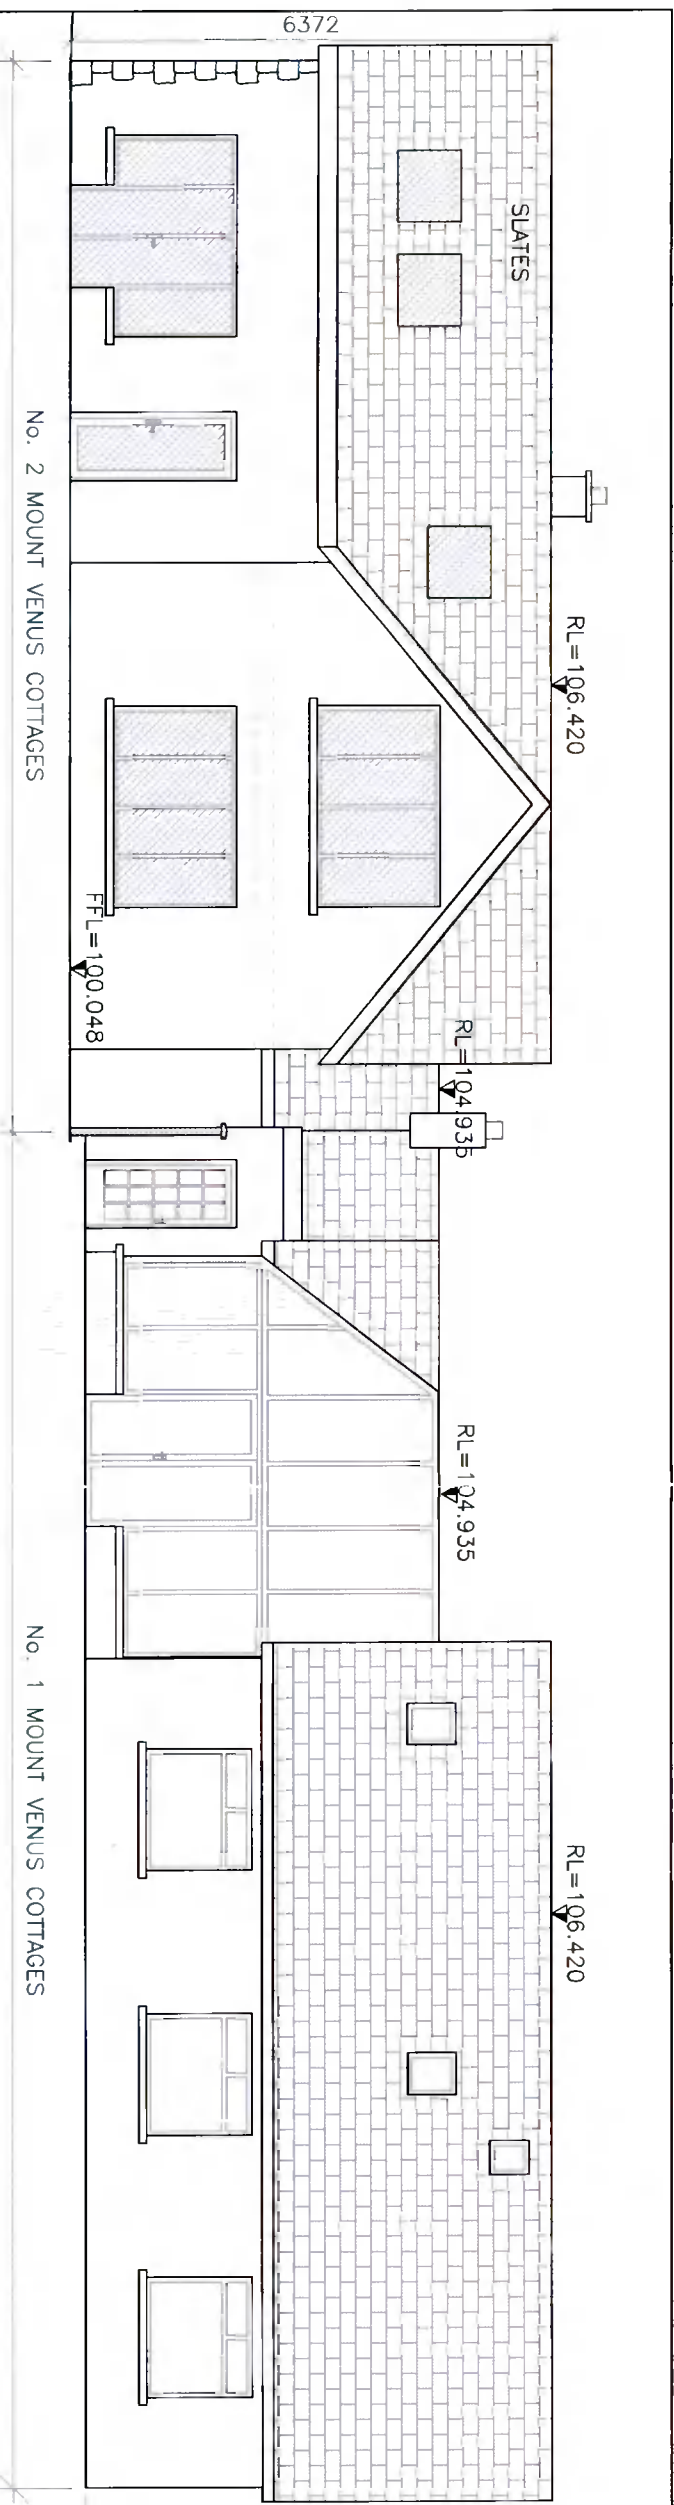 6372
SLATES
RL=106.420
RL=104.935
FFL=100.048
RL=104.935
RL=106.420
No. 2 MOUNT VENUS COTTAGES
No. 1 MOUNT VENUS COTTAGES